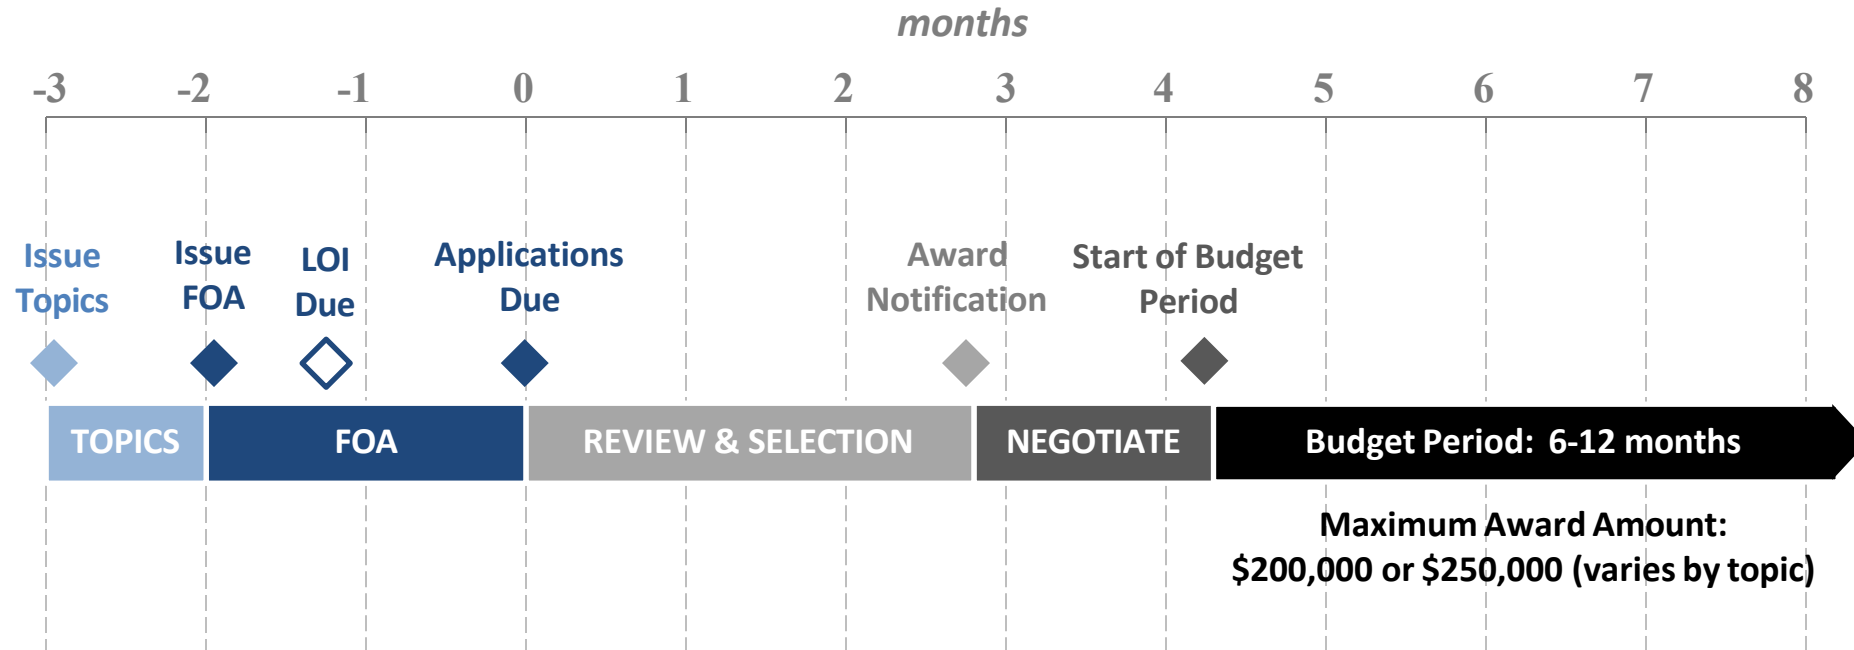 months
-3 -2 -1 0 1 2 3 4 5 6 7 8
Issue
Topics
Issue
FOA
LOI
Due
Applications
Due
Award
Notification
Start of Budget
Period
TOPICS
FOA
REVIEW & SELECTION
NEGOTIATE
Budget Period: 6-12 months
Maximum Award Amount:
$200,000 or $250,000 (varies by topic)